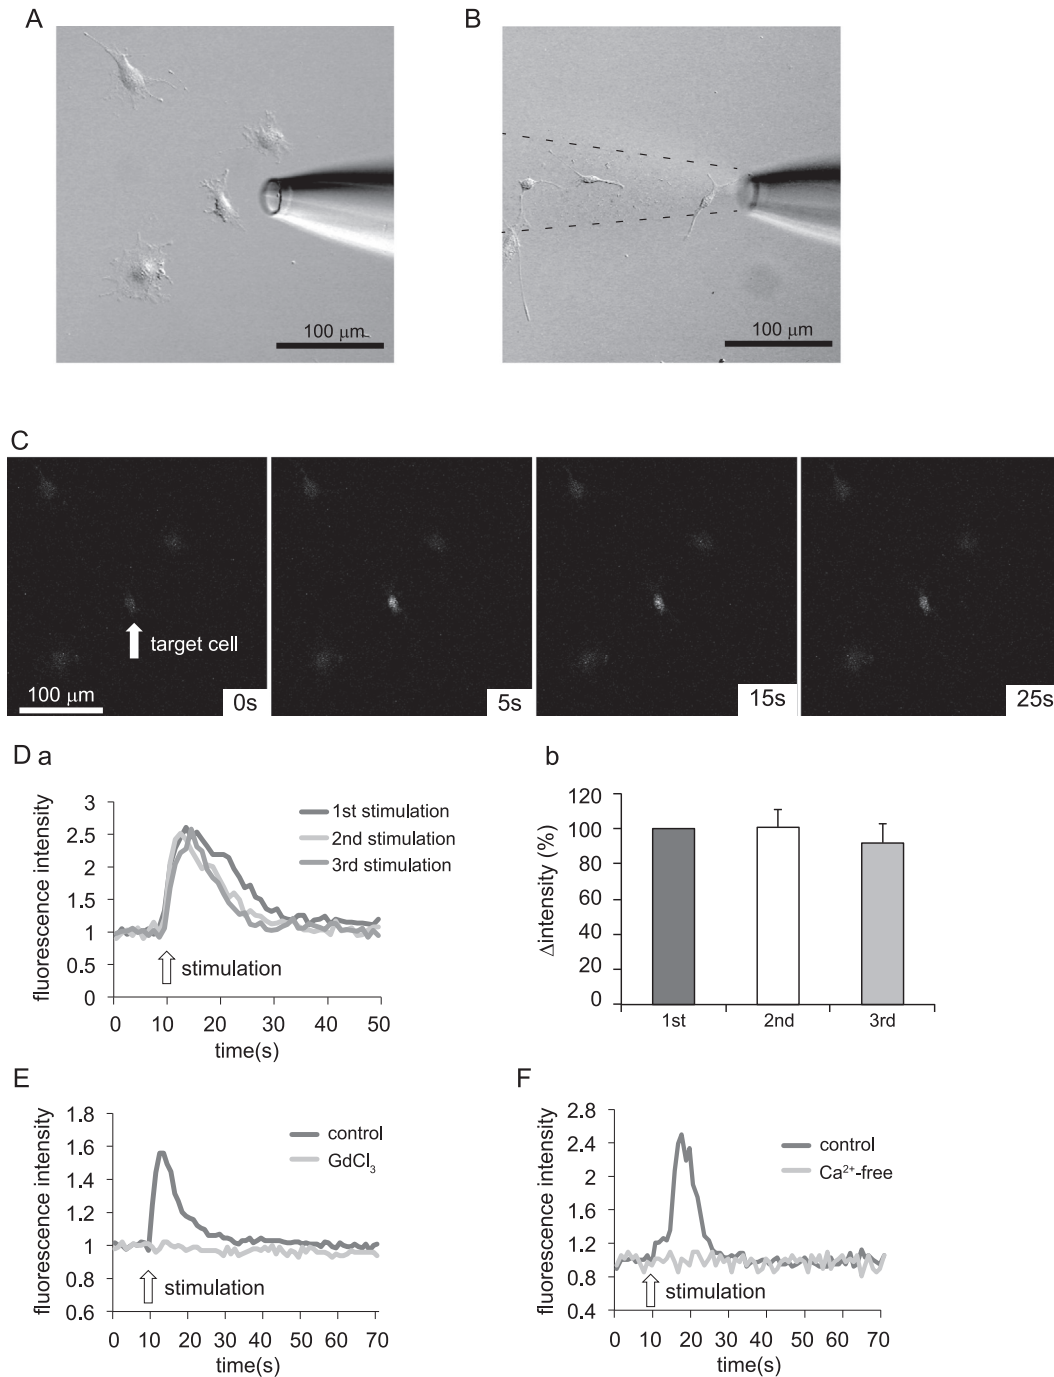 A
100 μm
B
100 μm
C
target cell
100 μm
0s
5s
15s
25s
D a
fluorescence intensity
3
2.5
2
1.5
1
0.5
0
1st stimulation
2nd stimulation
3rd stimulation
stimulation
0 10 20 30 40 50
time(s)
b
Δintensity (%)
120
100
80
60
40
20
0
1st 2nd 3rd
E
fluorescence intensity
1.8
1.6
1.4
1.2
1
0.8
0.6
control
GdCl₃
stimulation
0 10 20 30 40 50 60 70
time(s)
F
fluorescence intensity
2.8
2.4
2
1.6
1.2
0.8
0.4
control
Ca²⁺-free
stimulation
0 10 20 30 40 50 60 70
time(s)